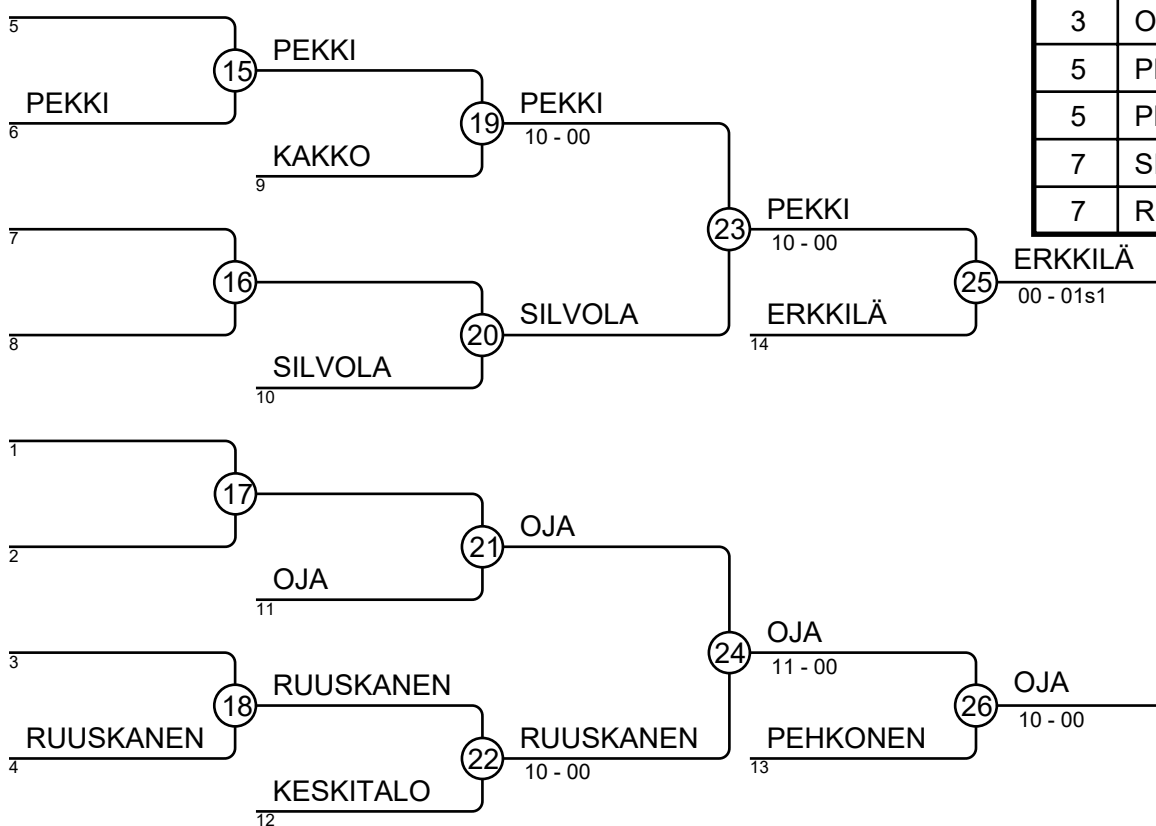 5
PEKKI
6
15
PEKKI
KAKKO
9
19
PEKKI
10 - 00
7
8
16
SILVOLA
10
20
SILVOLA
23
PEKKI
10 - 00
ERKKILÄ
14
25
ERKKILÄ
00 - 01s1
1
2
17
OJA
11
21
OJA
3
RUUSKANEN
4
18
RUUSKANEN
KESKITALO
12
22
RUUSKANEN
10 - 00
24
OJA
11 - 00
PEHKONEN
13
26
OJA
10 - 00
3 O
5
5
7
7 R